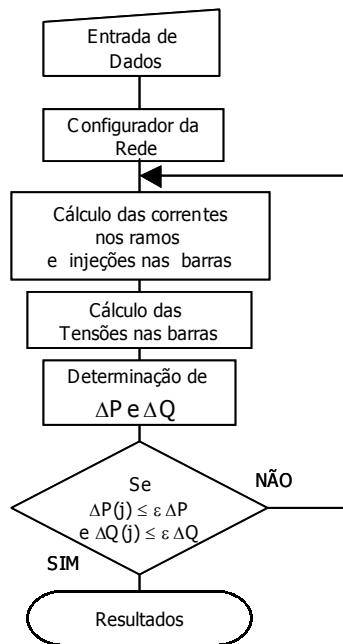 Entrada de
Dados
Configurador da
Rede
Cálculo das correntes
nos ramos
e injeções nas barras
Cálculo das
Tensões nas barras
Determinação de
ΔP e ΔQ
Se
ΔP(j) ≤ ε ΔP
e ΔQ(j) ≤ ε ΔQ
NÃO
SIM
Resultados